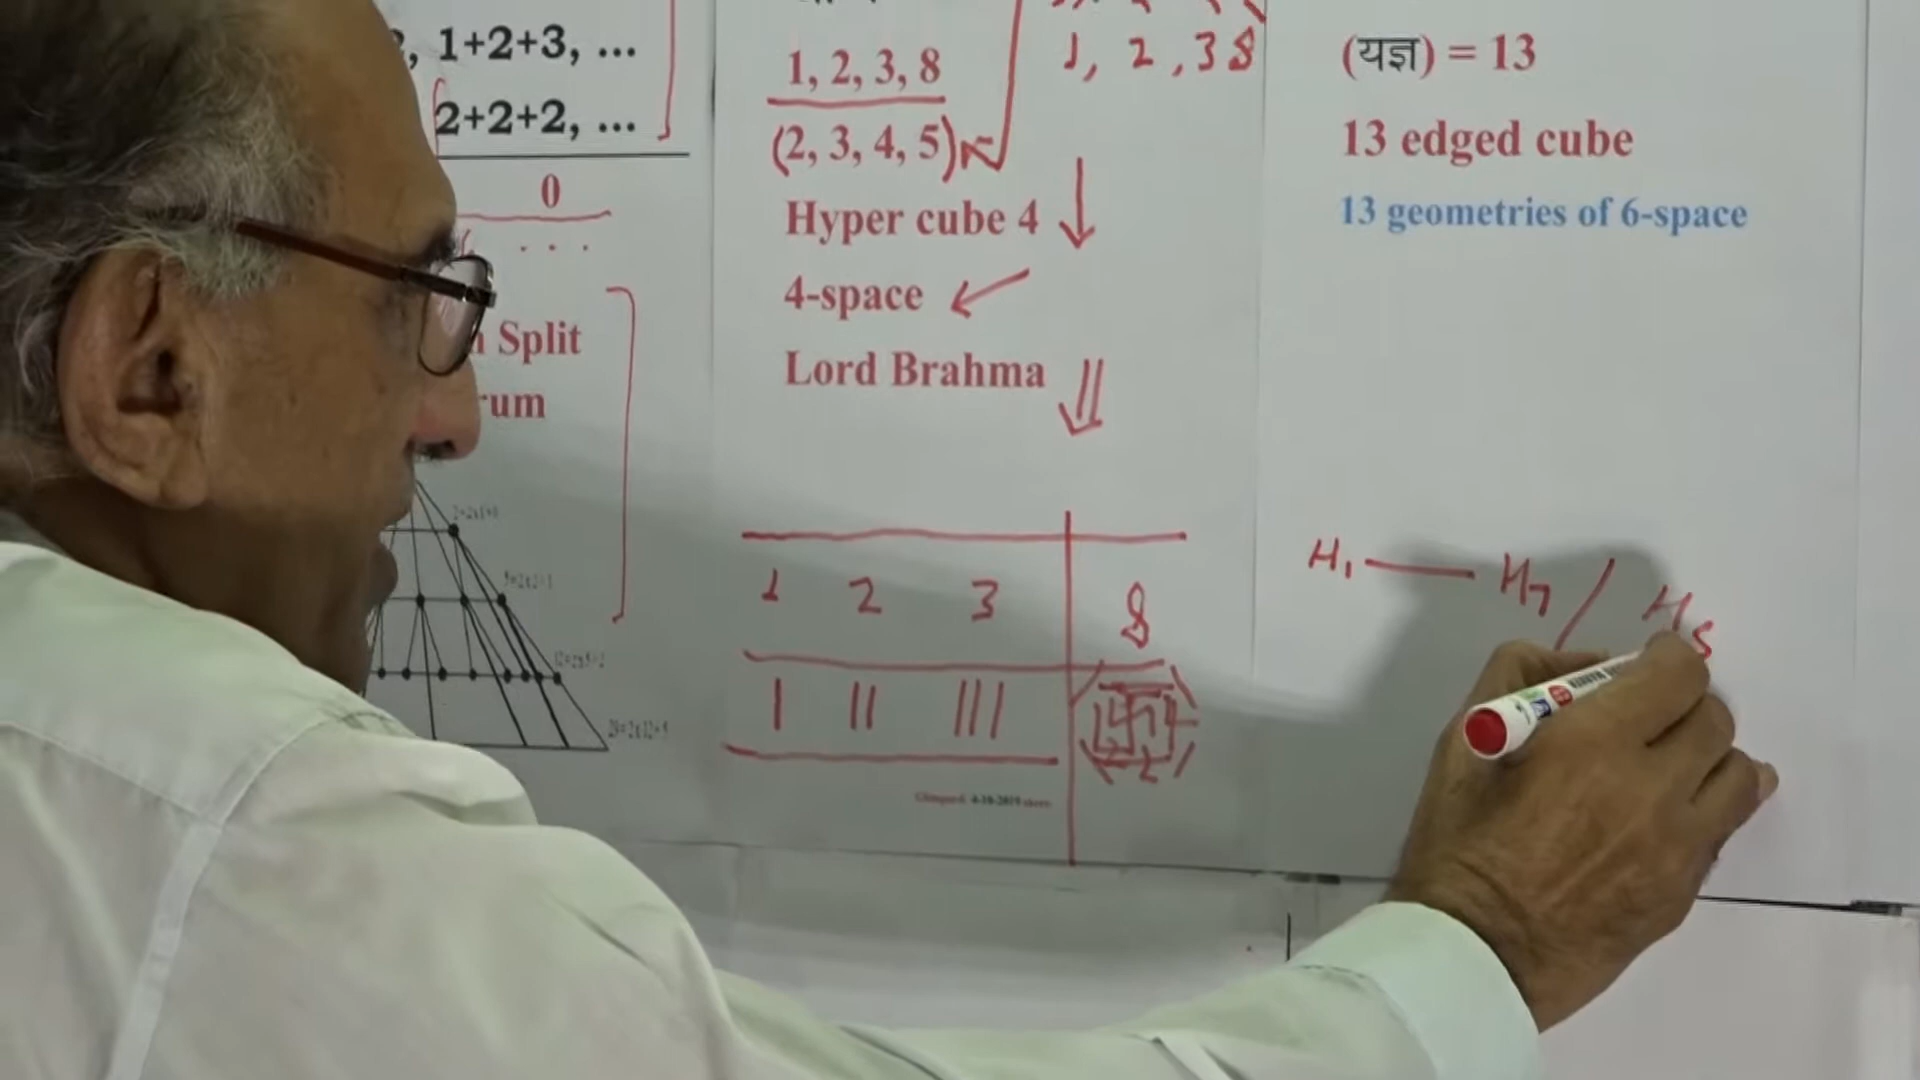 , 1+2+3, ...
2+2+2, ...
0
. . .
Split
rum
1, 2, 3, 8
(2, 3, 4, 5)
Hyper cube 4
4-space
Lord Brahma
1, 2, 3 8
1 2 3 8
(यज्ञ) = 13
13 edged cube
13 geometries of 6-space
H₁ — H₇ / H₈